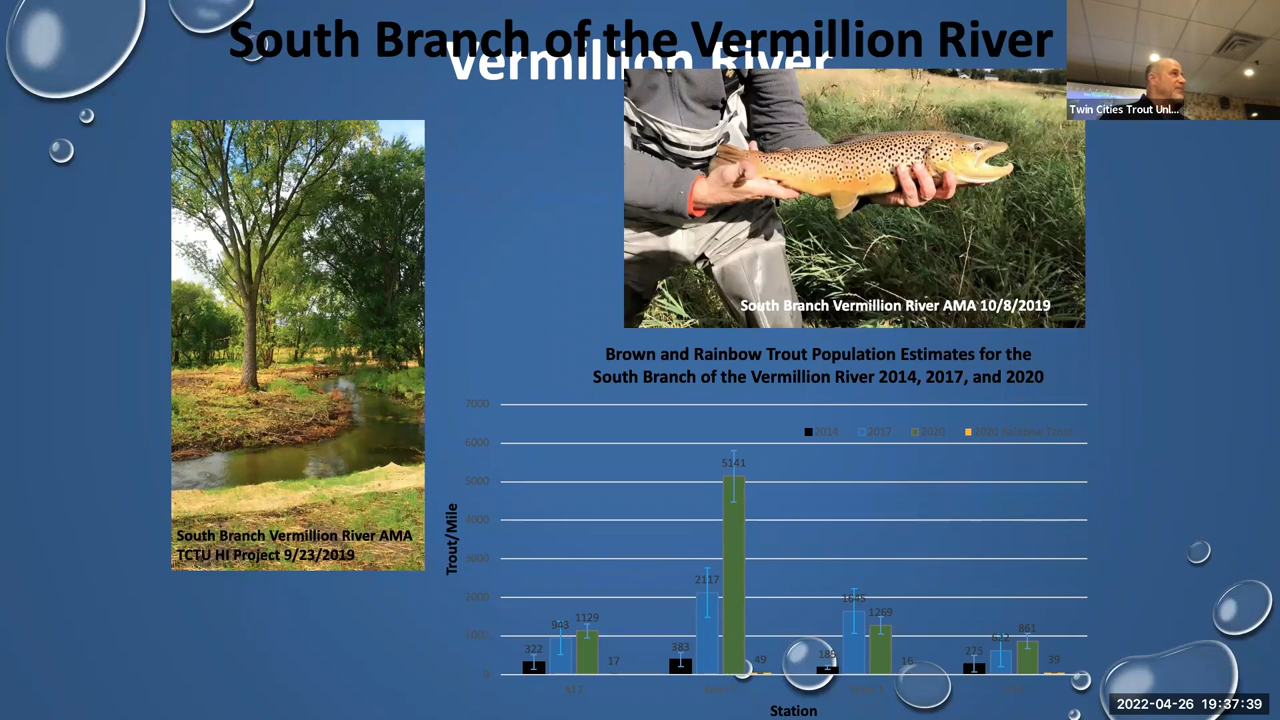 South Branch of the Vermillion River
Vermillion River
Twin Cities Trout Unl...
South Branch Vermillion River AMA 10/8/2019
South Branch Vermillion River AMA
TCTU HI Project 9/23/2019
Brown and Rainbow Trout Population Estimates for the
South Branch of the Vermillion River 2014, 2017, and 2020
Trout/Mile
7000
6000
5000
4000
3000
2000
1000
0
2014 2017 2020 2020 Rainbow Trout
322 943 1129 17
383 2117 5141 49
1645 1269 16
275 622 861 39
Station
2022-04-26 19:37:39